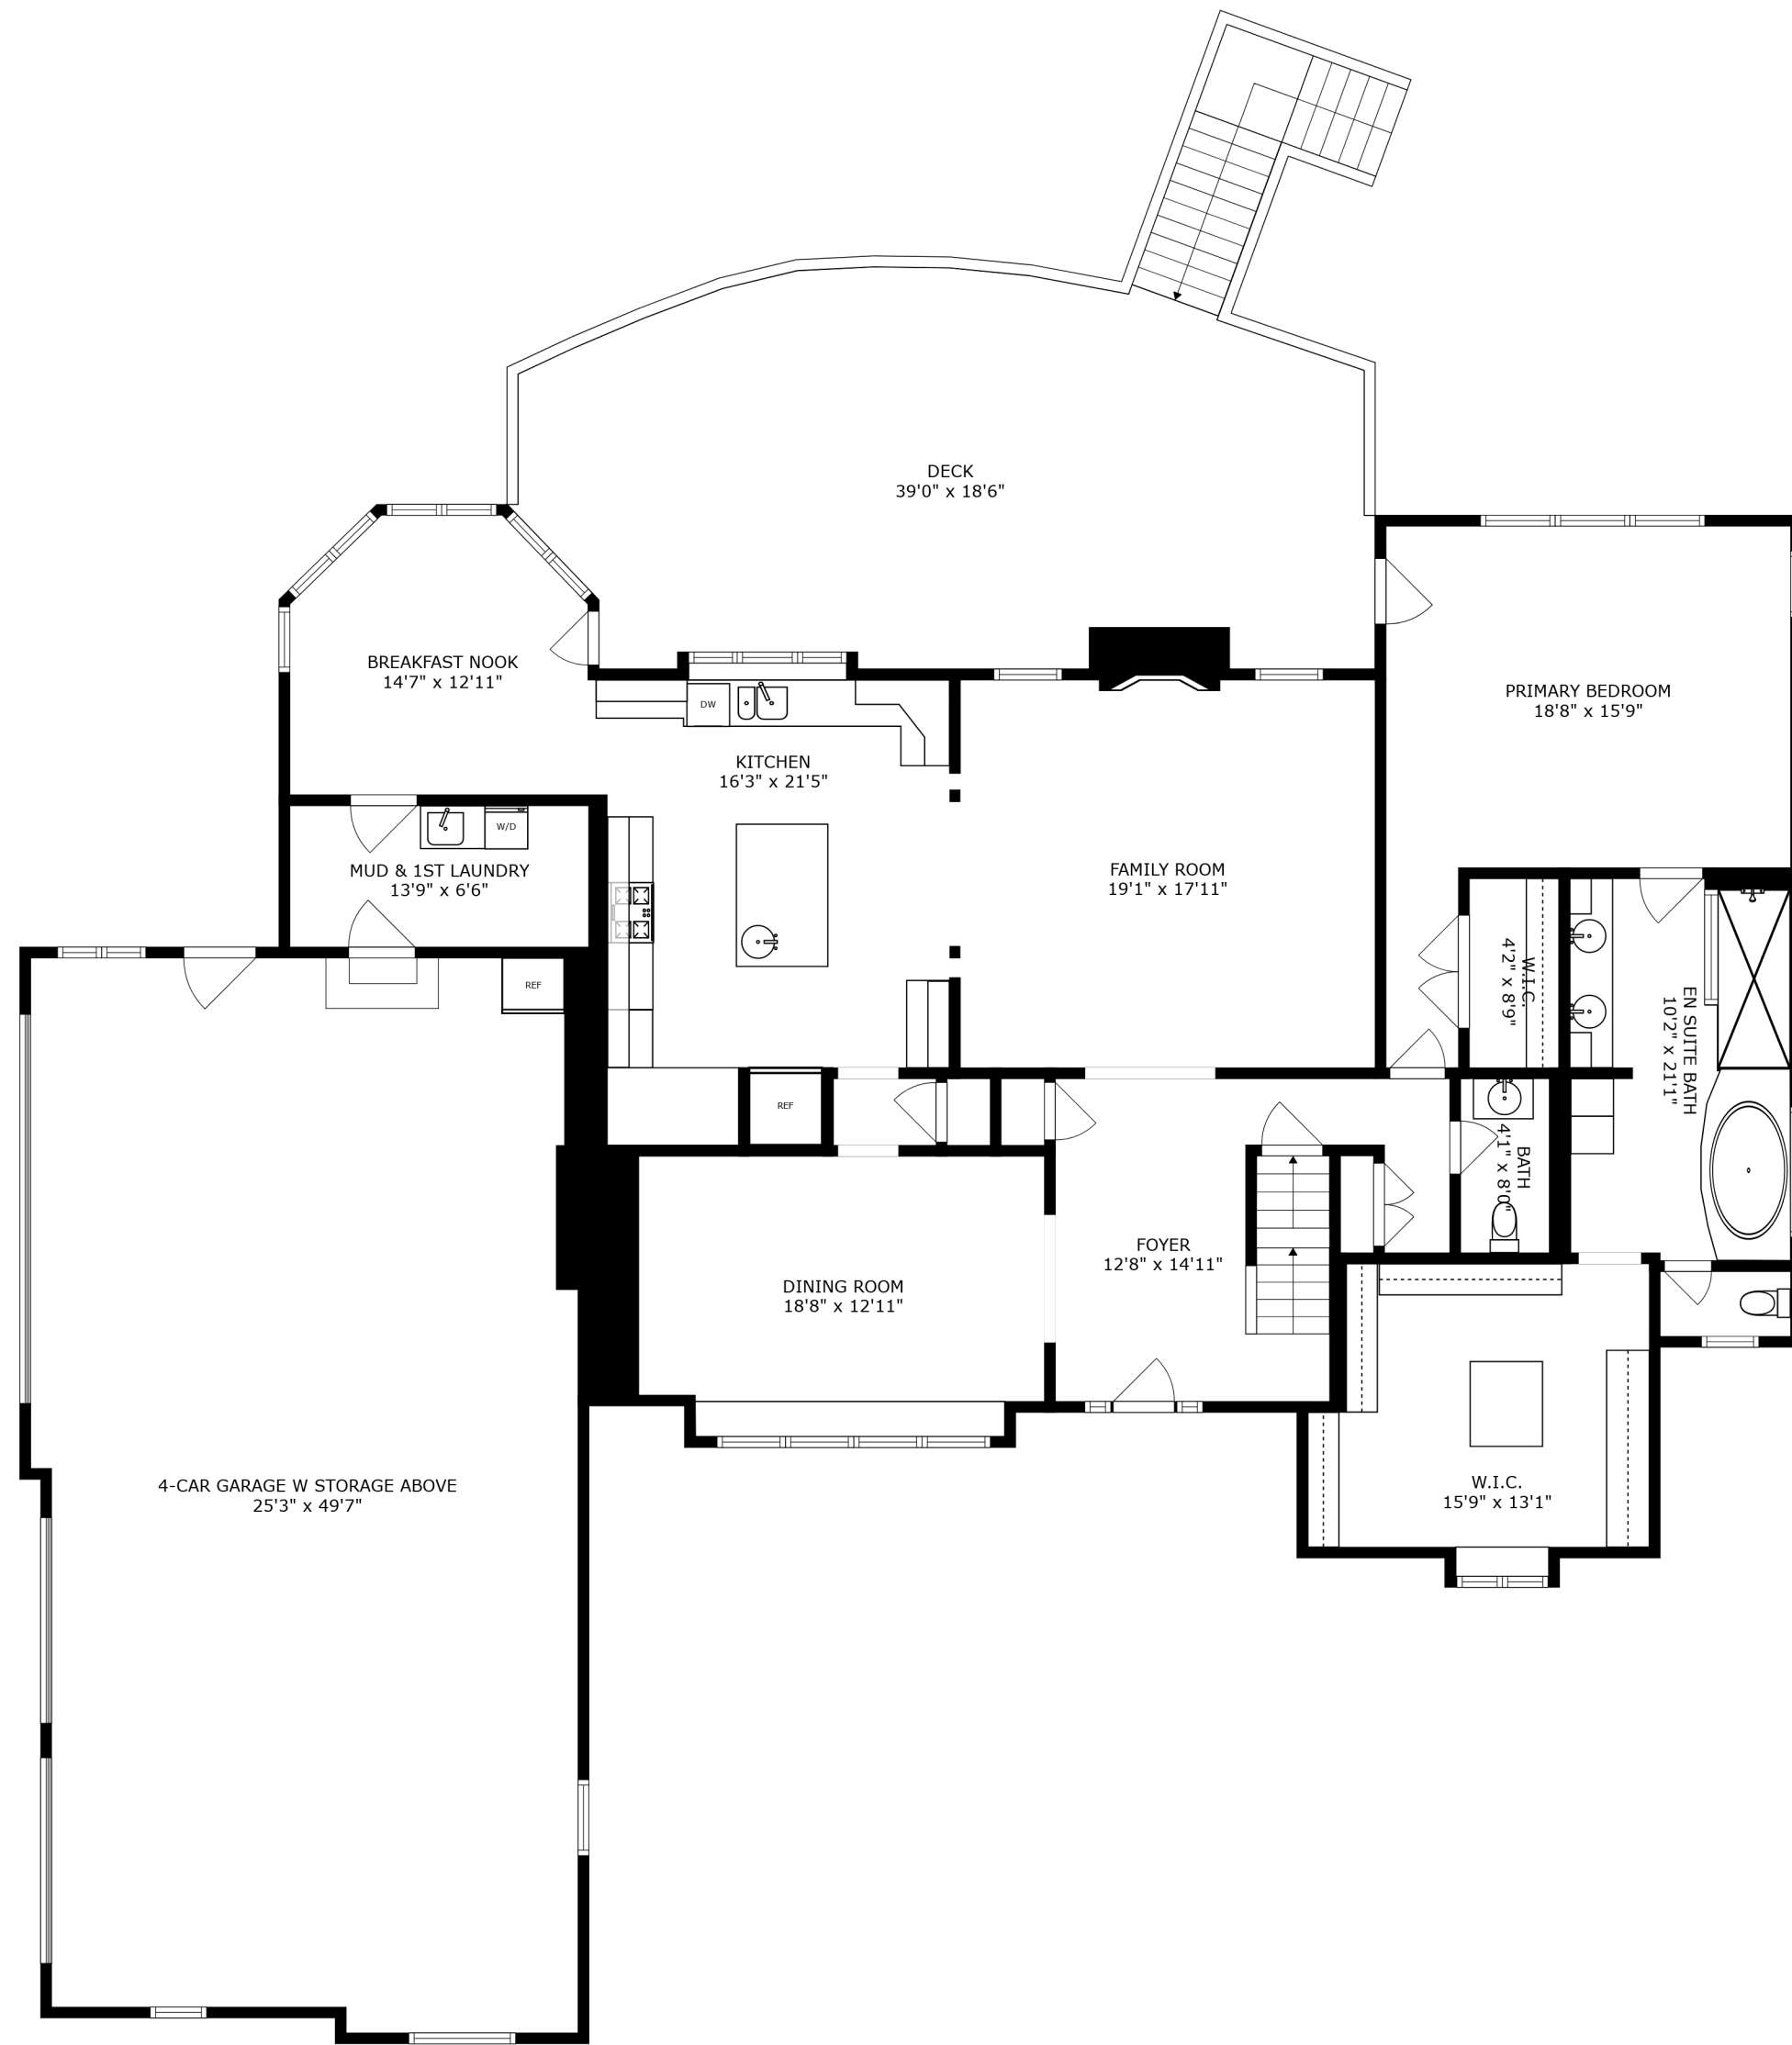 DECK
39'0" x 18'6"
BREAKFAST NOOK
14'7" x 12'11"
PRIMARY BEDROOM
18'8" x 15'9"
DW
KITCHEN
16'3" x 21'5"
W/D
MUD & 1ST LAUNDRY
13'9" x 6'6"
FAMILY ROOM
19'1" x 17'11"
W.I.C.
4'2" x 8'9"
EN SUITE BATH
10'2" x 21'1"
REF
REF
BATH
4'1" x 8'0"
FOYER
12'8" x 14'11"
DINING ROOM
18'8" x 12'11"
4-CAR GARAGE W STORAGE ABOVE
25'3" x 49'7"
W.I.C.
15'9" x 13'1"